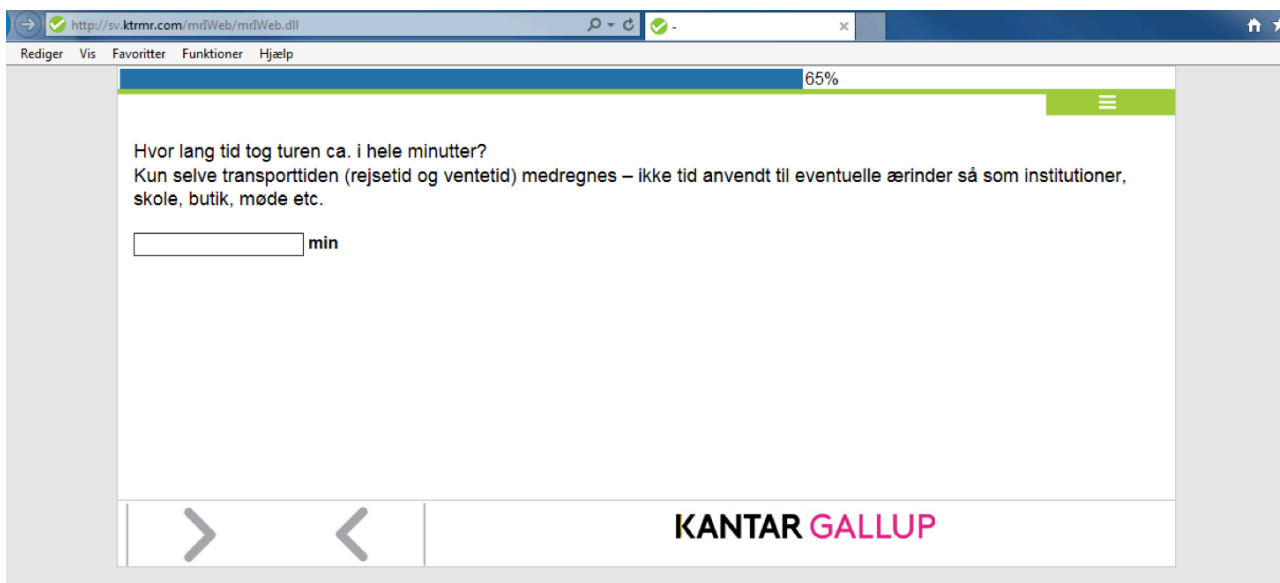 http://sv.ktrmr.com/mrIWeb/mrIWeb.dll
-
Rediger Vis Favoritter Funktioner Hjælp
65%
Hvor lang tid tog turen ca. i hele minutter?
Kun selve transporttiden (rejsetid og ventetid) medregnes – ikke tid anvendt til eventuelle ærinder så som institutioner,
skole, butik, møde etc.
min
KANTAR GALLUP